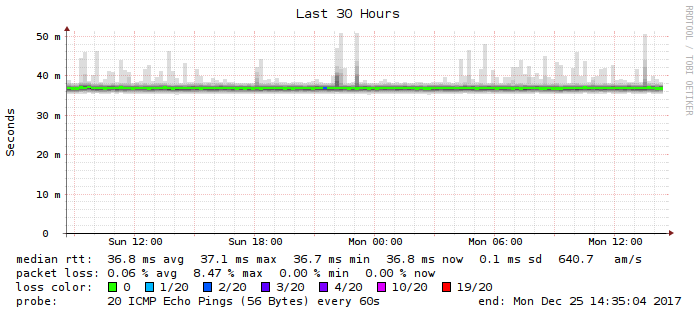 Last 30 Hours
RRDTOOL / TOBI OETIKER
Seconds
50 m
40 m
30 m
20 m
10 m
0
Sun 12:00 Sun 18:00 Mon 00:00 Mon 06:00 Mon 12:00
median rtt: 36.8 ms avg 37.1 ms max 36.7 ms min 36.8 ms now 0.1 ms sd 640.7 am/s
packet loss: 0.06 % avg 8.47 % max 0.00 % min 0.00 % now
loss color: 0 1/20 2/20 3/20 4/20 10/20 19/20
probe: 20 ICMP Echo Pings (56 Bytes) every 60s end: Mon Dec 25 14:35:04 2017